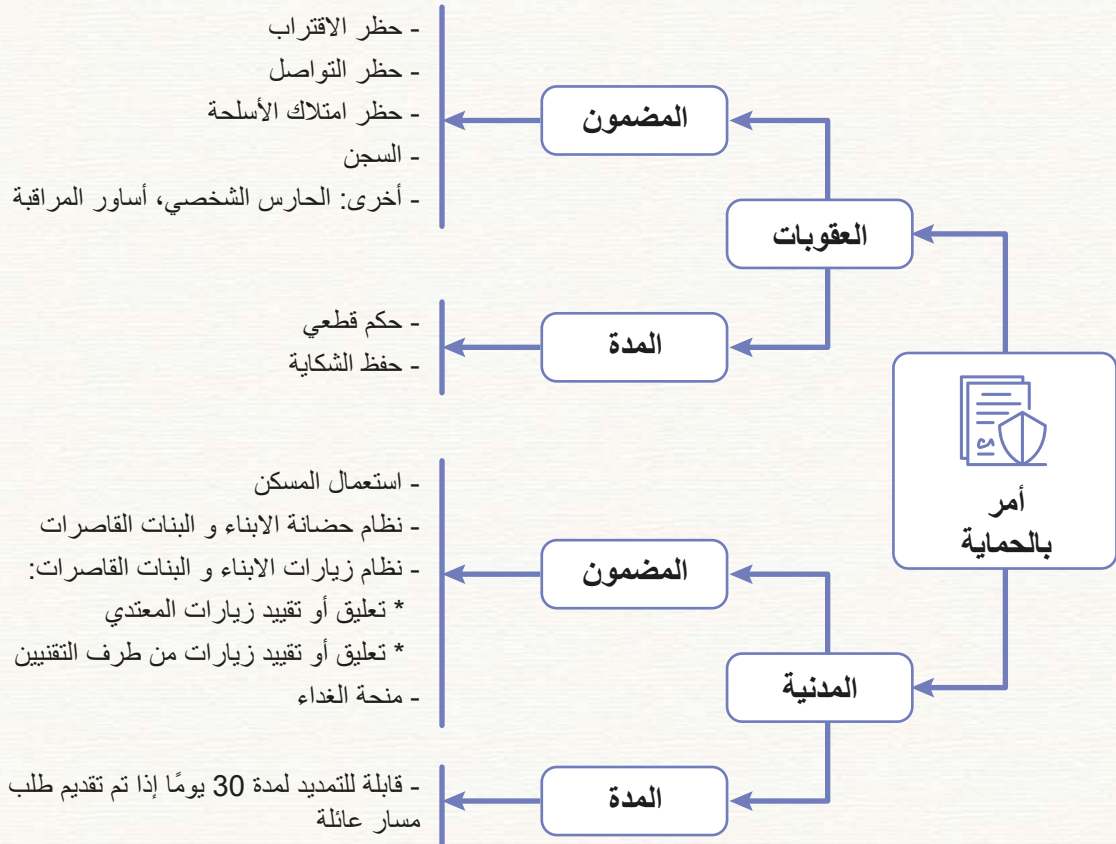 أمر
بالحماية
العقوبات
المضمون
- حظر الاقتراب
- حظر التواصل
- حظر امتلاك الأسلحة
- السجن
- أخرى: الحارس الشخصي، أساور المراقبة
المدة
- حكم قطعي
- حفظ الشكاية
المدنية
المضمون
- استعمال المسكن
- نظام حضانة الابناء و البنات القاصرات
- نظام زيارات الابناء و البنات القاصرات:
* تعليق أو تقييد زيارات المعتدي
* تعليق أو تقييد زيارات من طرف التقنيين
- منحة الغداء
المدة
- قابلة للتمديد لمدة 30 يومًا إذا تم تقديم طلب
مسار عائلة